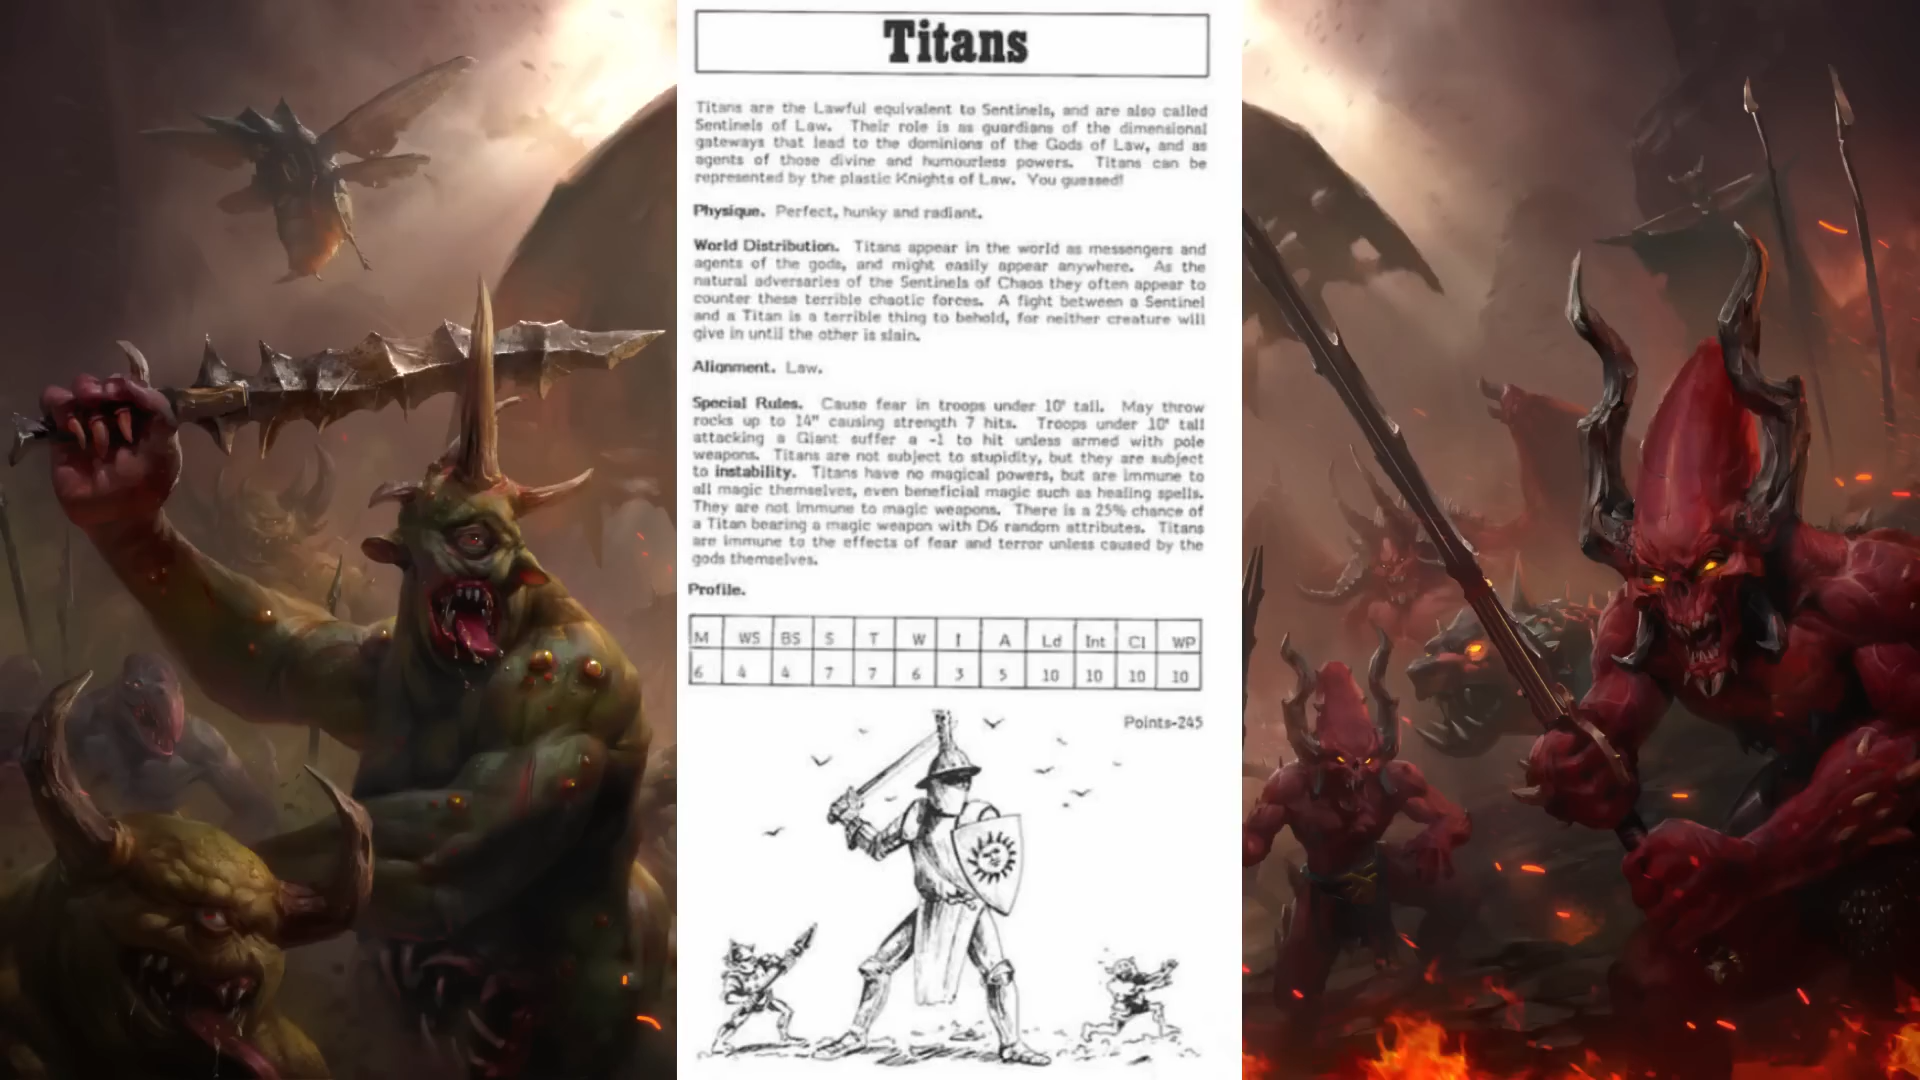 Titans
Titans are the Lawful equivalent to Sentinels, and are also called
Sentinels of Law. Their role is as guardians of the dimensional
gateways that lead to the dominions of the Gods of Law, and as
agents of those divine and humourless powers. Titans can be
represented by the plastic Knights of Law. You guessed!
Physique. Perfect, hunky and radiant.
World Distribution. Titans appear in the world as messengers and
agents of the gods, and might easily appear anywhere. As the
natural adversaries of the Sentinels of Chaos they often appear to
counter these terrible chaotic forces. A fight between a Sentinel
and a Titan is a terrible thing to behold, for neither creature will
give in until the other is slain.
Alignment. Law.
Special Rules. Cause fear in troops under 10' tall. May throw
rocks up to 14" causing strength 7 hits. Troops under 10' tall
attacking a Giant suffer a -1 to hit unless armed with pole
weapons. Titans are not subject to stupidity, but they are subject
to instability. Titans have no magical powers, but are immune to
all magic themselves, even beneficial magic such as healing spells.
They are not immune to magic weapons. There is a 25% chance of
a Titan bearing a magic weapon with D6 random attributes. Titans
are immune to the effects of fear and terror unless caused by the
gods themselves.
Profile.
M WS BS S T W I A Ld Int Cl WP
6 4 4 7 7 6 3 5 10 10 10 10
Points-245